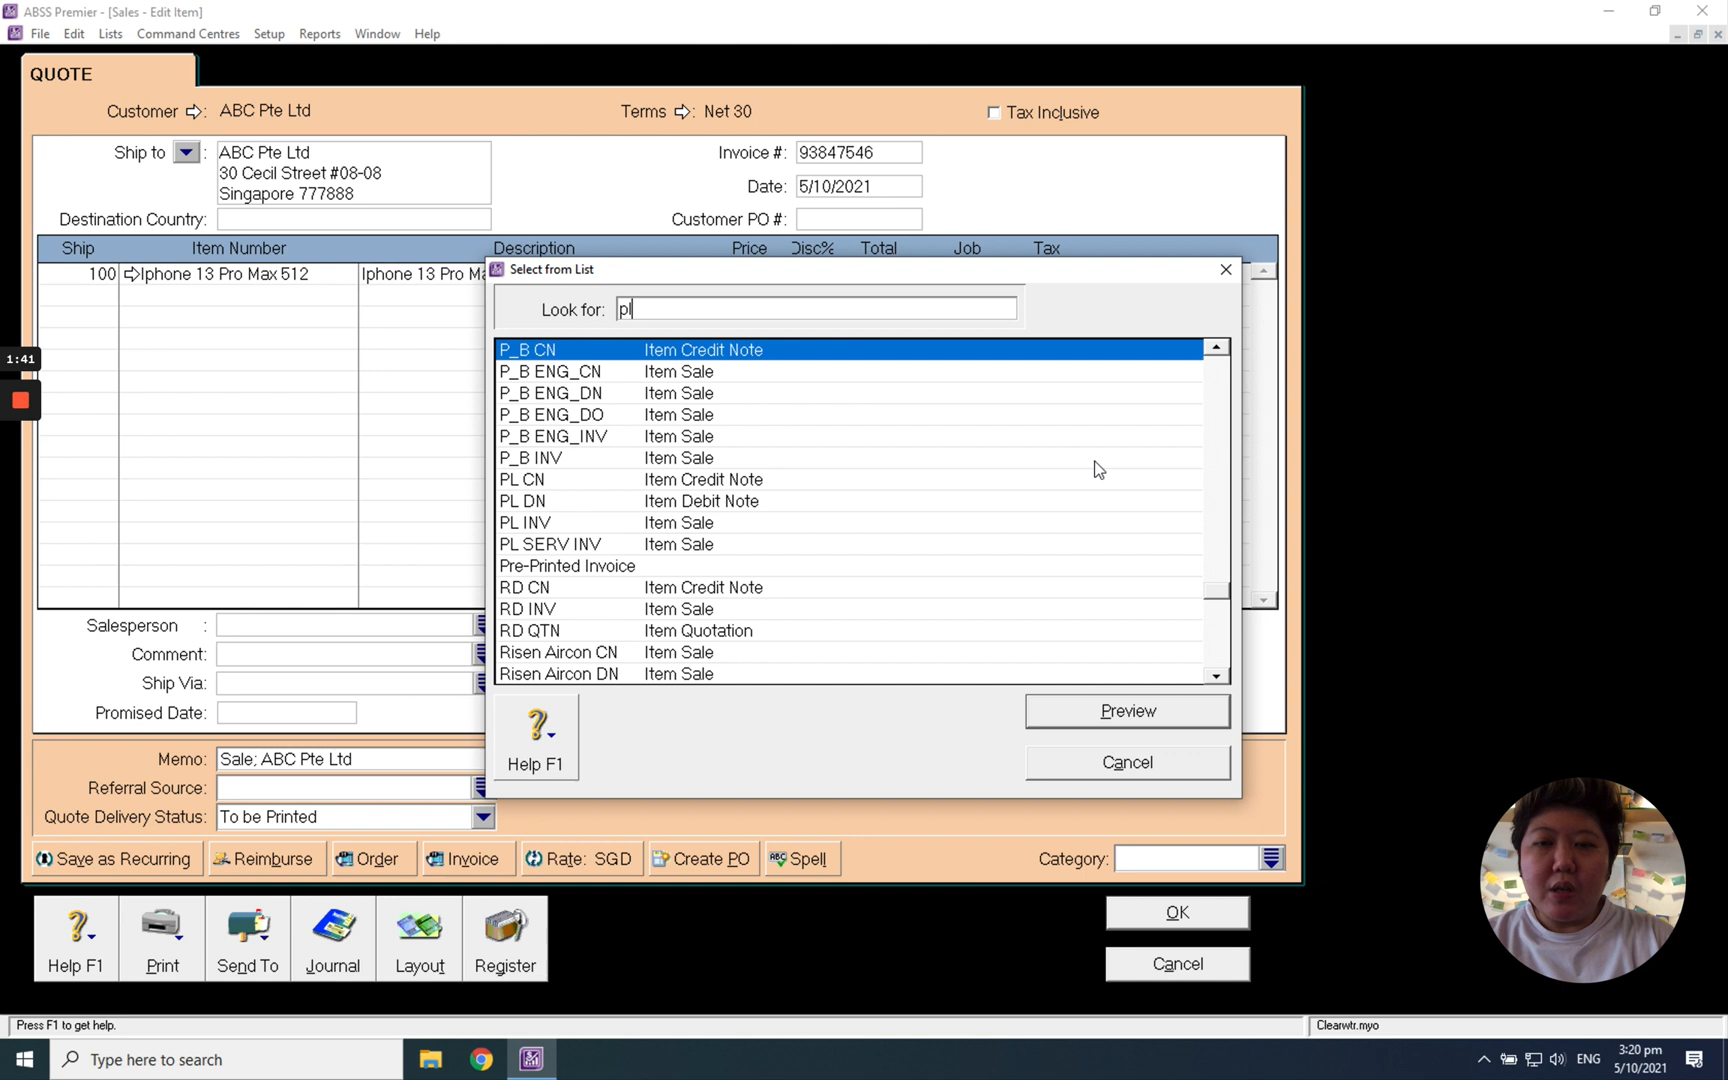 ABSS Premier - [Sales - Edit Item]
File Edit Lists Command Centres Setup Reports Window Help
QUOTE
Customer : ABC Pte Ltd Terms : Net 30 Tax Inclusive
Ship to : ABC Pte Ltd Invoice #: 93847546
30 Cecil Street #08-08
Singapore 777888
Date: 5/10/2021
Destination Country: Customer PO #:
Ship Item Number Description Price Disc% Total Job Tax
100 Iphone 13 Pro Max 512 Iphone 13 Pro
Select from List
Look for: pl
P_B CN Item Credit Note
P_B ENG_CN Item Sale
P_B ENG_DN Item Sale
P_B ENG_DO Item Sale
P_B ENG_INV Item Sale
P_B INV Item Sale
PL CN Item Credit Note
PL DN Item Debit Note
PL INV Item Sale
PL SERV INV Item Sale
Pre-Printed Invoice
RD CN Item Credit Note
RD INV Item Sale
RD QTN Item Quotation
Risen Aircon CN Item Sale
Risen Aircon DN Item Sale
Help F1
Preview
Cancel
1:41
Salesperson :
Comment:
Ship Via:
Promised Date:
Memo: Sale; ABC Pte Ltd
Referral Source:
Quote Delivery Status: To be Printed
Save as Recurring Reimburse Order Invoice Rate: SGD Create PO ABC Spell Category:
Help F1 Print Send To Journal Layout Register
OK
Cancel
Press F1 to get help. Clearwtr.myo
Type here to search
ENG 3:20 pm
5/10/2021